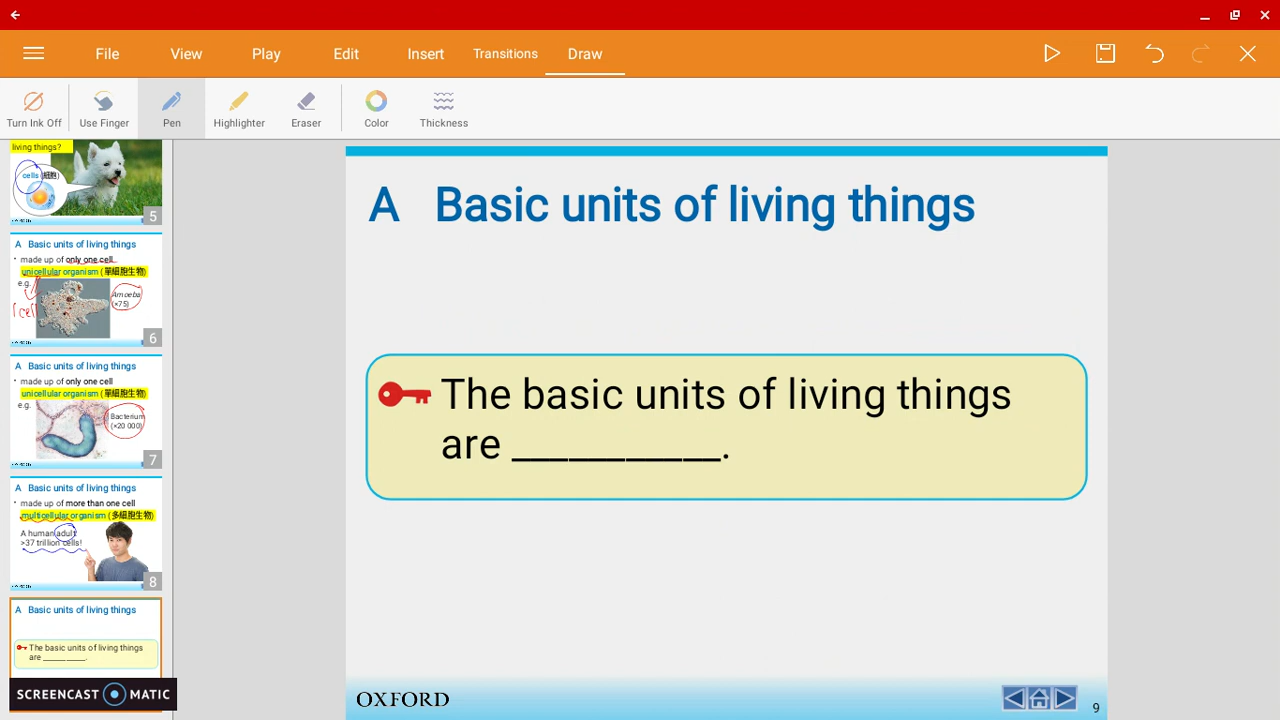 File View Play Edit Insert Transitions Draw
Turn Ink Off Use Finger Pen Highlighter Eraser Color Thickness
living things?
cells (細胞)
5
A Basic units of living things
• made up of only one cell
unicellular organism (單細胞生物)
e.g.
Amoeba
(×75)
1 cell
6
A Basic units of living things
• made up of only one cell
unicellular organism (單細胞生物)
e.g.
Bacterium
(×20 000)
7
A Basic units of living things
• made up of more than one cell
multicellular organism (多細胞生物)
A human adult:
>37 trillion cells!
8
A Basic units of living things
The basic units of living things
are __________.
SCREENCAST MATIC
A Basic units of living things
The basic units of living things
are __________.
OXFORD
9